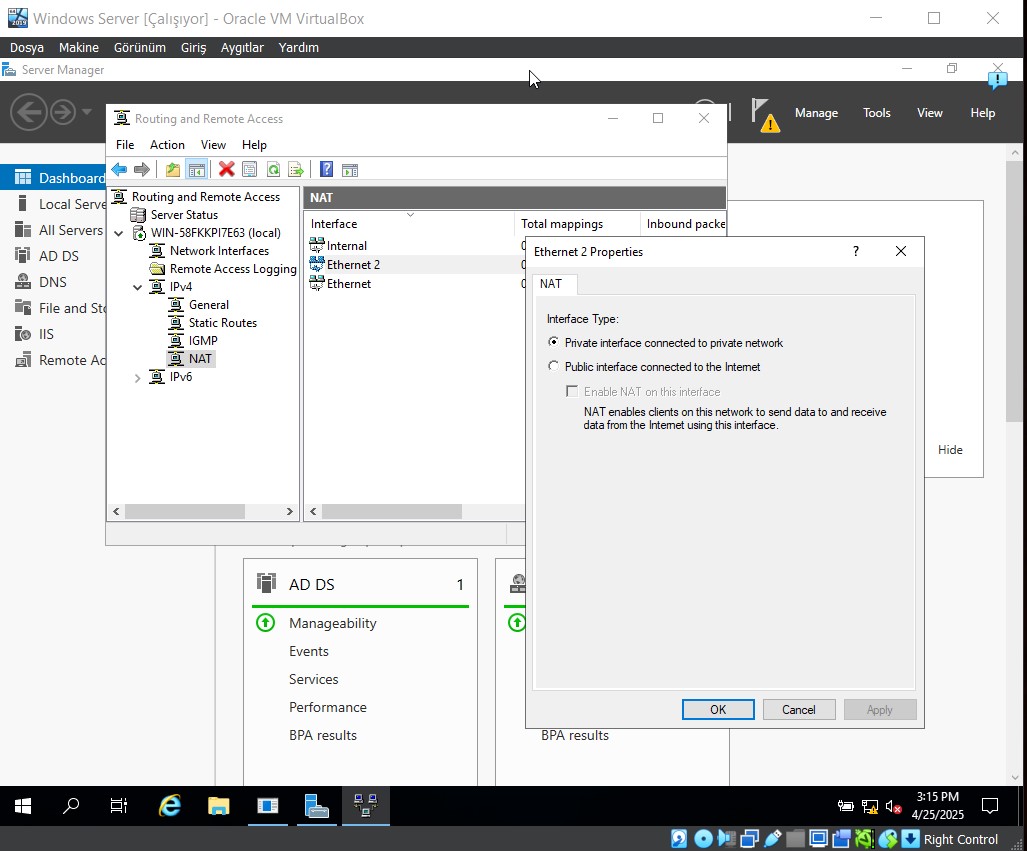 Windows Server [Çalışıyor] - Oracle VM VirtualBox
Dosya Makine Görünüm Giriş Aygıtlar Yardım
Server Manager
Manage Tools View Help
Routing and Remote Access
File Action View Help
Dashboard
Local Serve
All Servers
AD DS
DNS
File and Sto
IIS
Remote Ac
Routing and Remote Access
Server Status
WIN-58FKKPI7E63 (local)
Network Interfaces
Remote Access Logging
IPv4
General
Static Routes
IGMP
NAT
IPv6
NAT
Interface Total mappings Inbound packe
Internal
Ethernet 2
Ethernet
Ethernet 2 Properties
NAT
Interface Type:
Private interface connected to private network
Public interface connected to the Internet
Enable NAT on this interface
NAT enables clients on this network to send data to and receive
data from the Internet using this interface.
OK Cancel Apply
Hide
AD DS 1
Manageability
Events
Services
Performance
BPA results
BPA results
3:15 PM
4/25/2025
Right Control